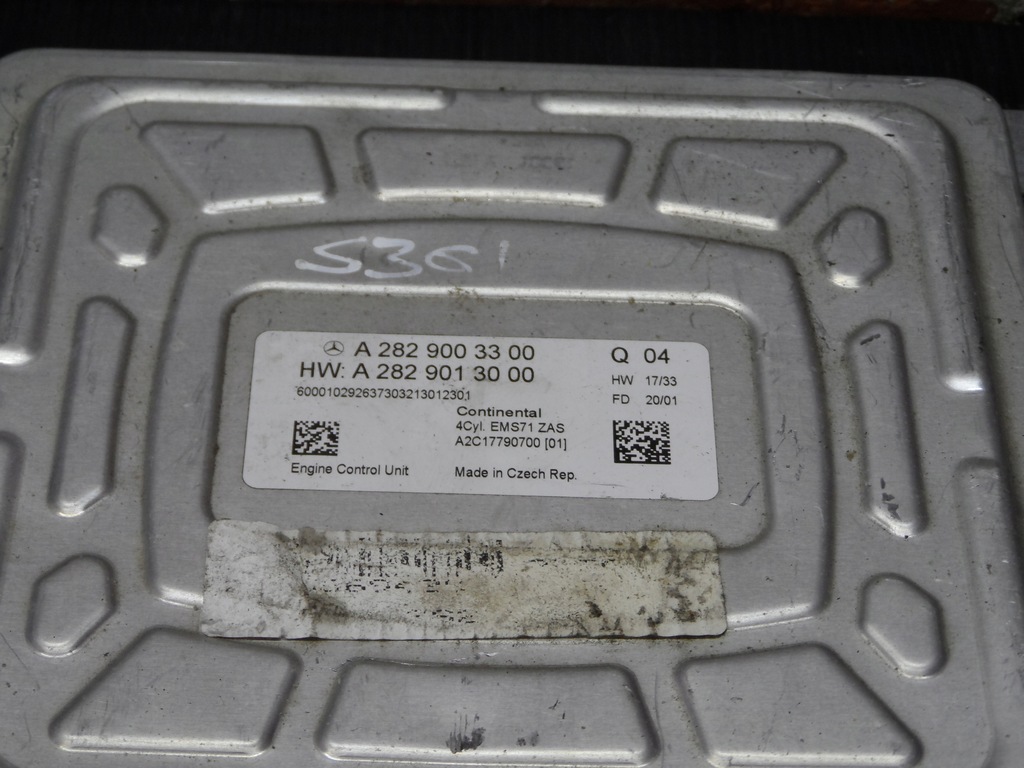 S361
A 282 900 33 00
Q 04
HW: A 282 901 30 00
HW 17/33
600010292637303213012301
FD 20/01
Continental
4Cyl. EMS71 ZAS
A2C17790700 [01]
Engine Control Unit
Made in Czech Rep.